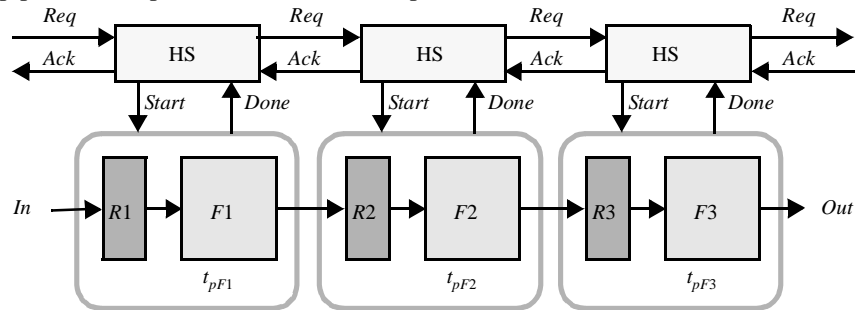 Req Req Req Req
HS HS HS
Ack Ack Ack Ack
Start Done Start Done Start Done
In R1 F1 R2 F2 R3 F3 Out
tpF1 tpF2 tpF3